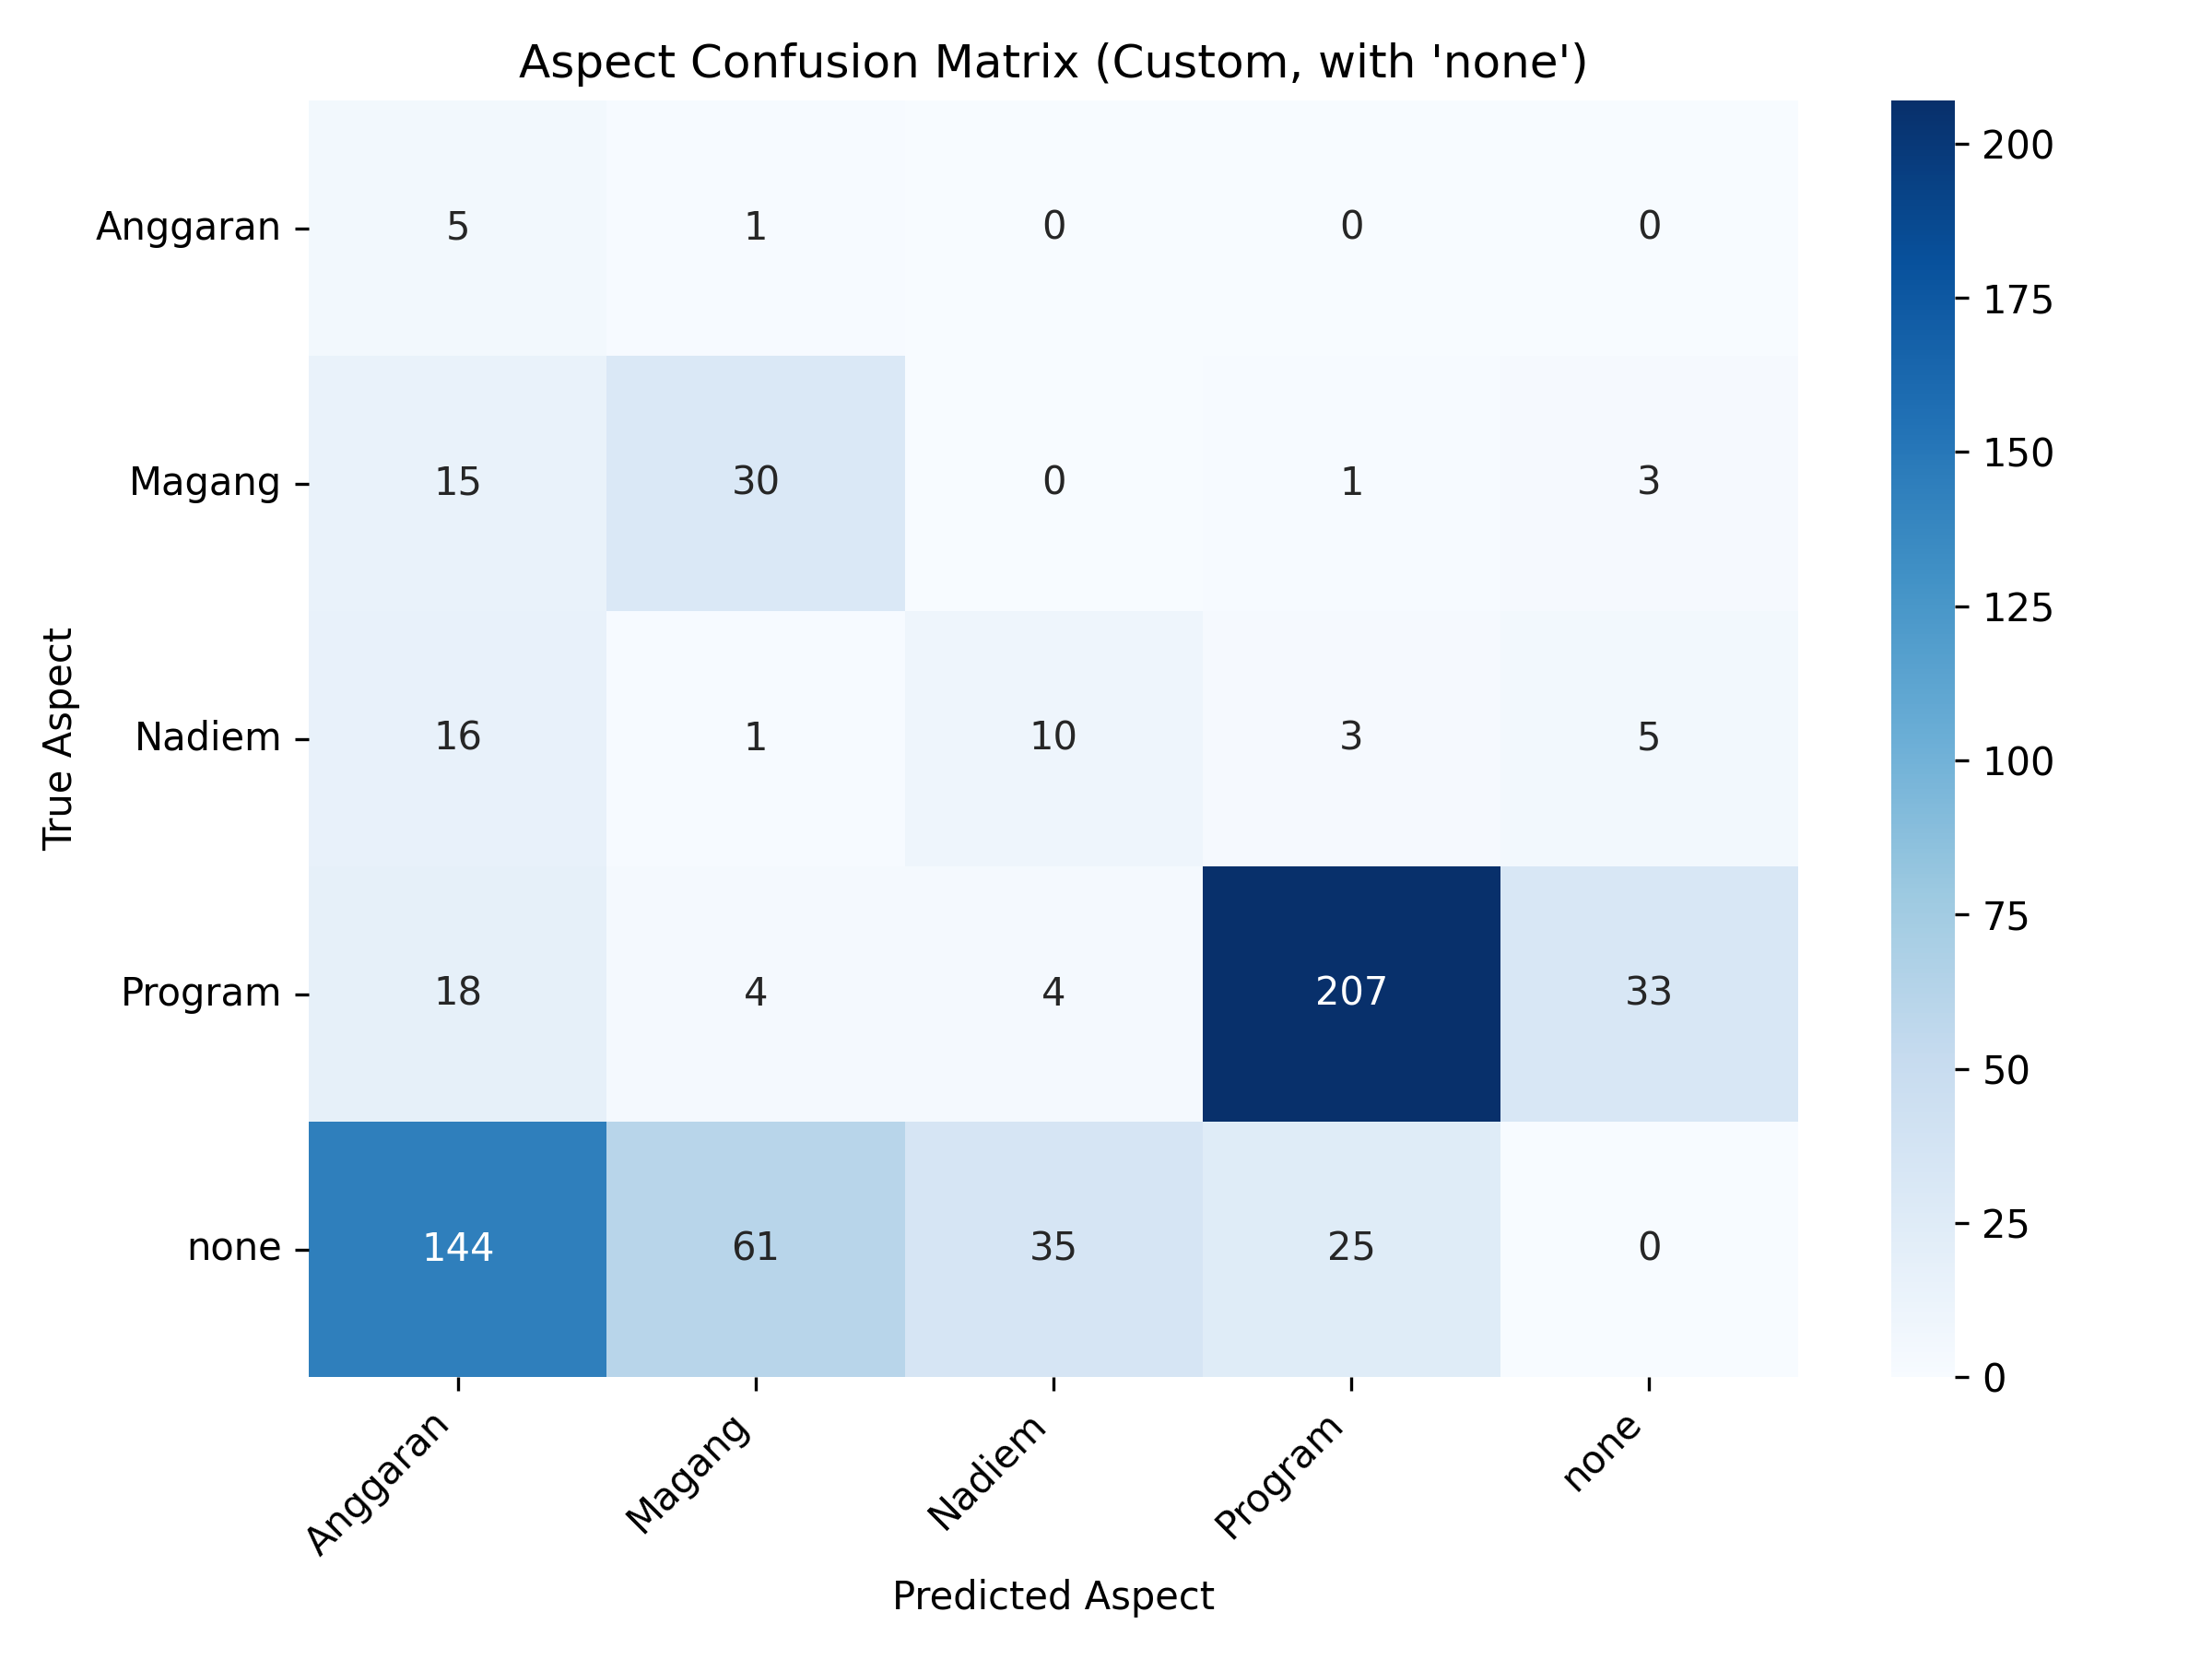 Aspect Confusion Matrix (Custom, with 'none')
True Aspect
Anggaran 5 1 0 0 0
Magang 15 30 0 1 3
Nadiem 16 1 10 3 5
Program 18 4 4 207 33
none 144 61 35 25 0
Anggaran Magang Nadiem Program none
Predicted Aspect
200
175
150
125
100
75
50
25
0